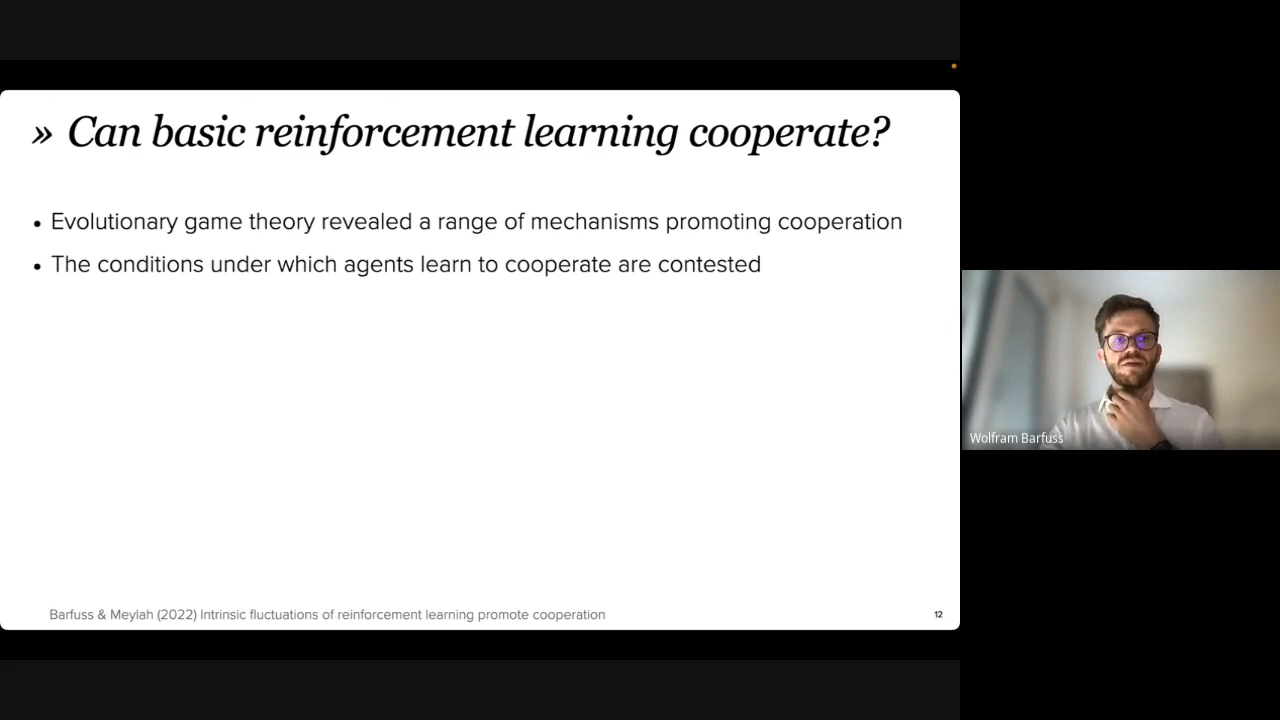 » Can basic reinforcement learning cooperate?
• Evolutionary game theory revealed a range of mechanisms promoting cooperation
• The conditions under which agents learn to cooperate are contested
Barfuss & Meylah (2022) Intrinsic fluctuations of reinforcement learning promote cooperation
12
Wolfram Barfuss